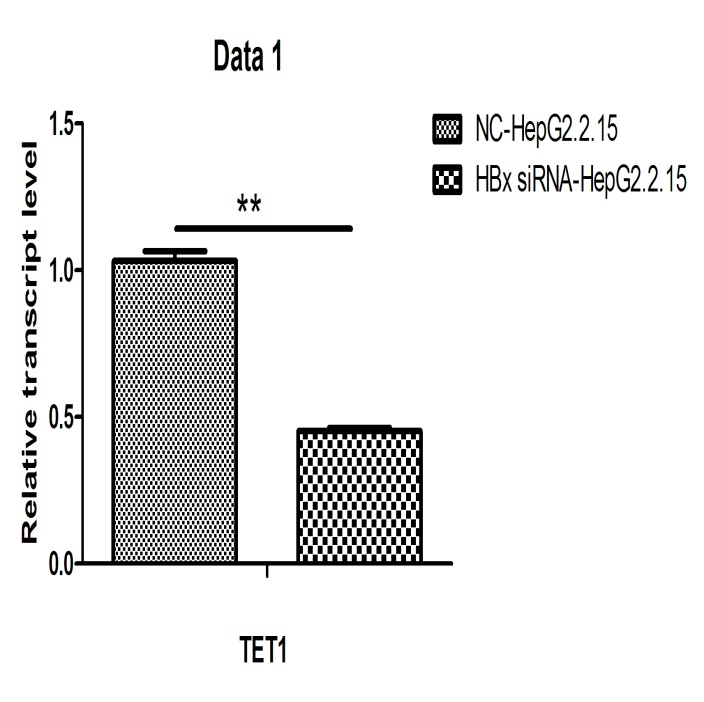 Data 1
NC-HepG2.2.15
HBx siRNA-HepG2.2.15
Relative transcript level
1.5
1.0
0.5
0.0
**
TET1